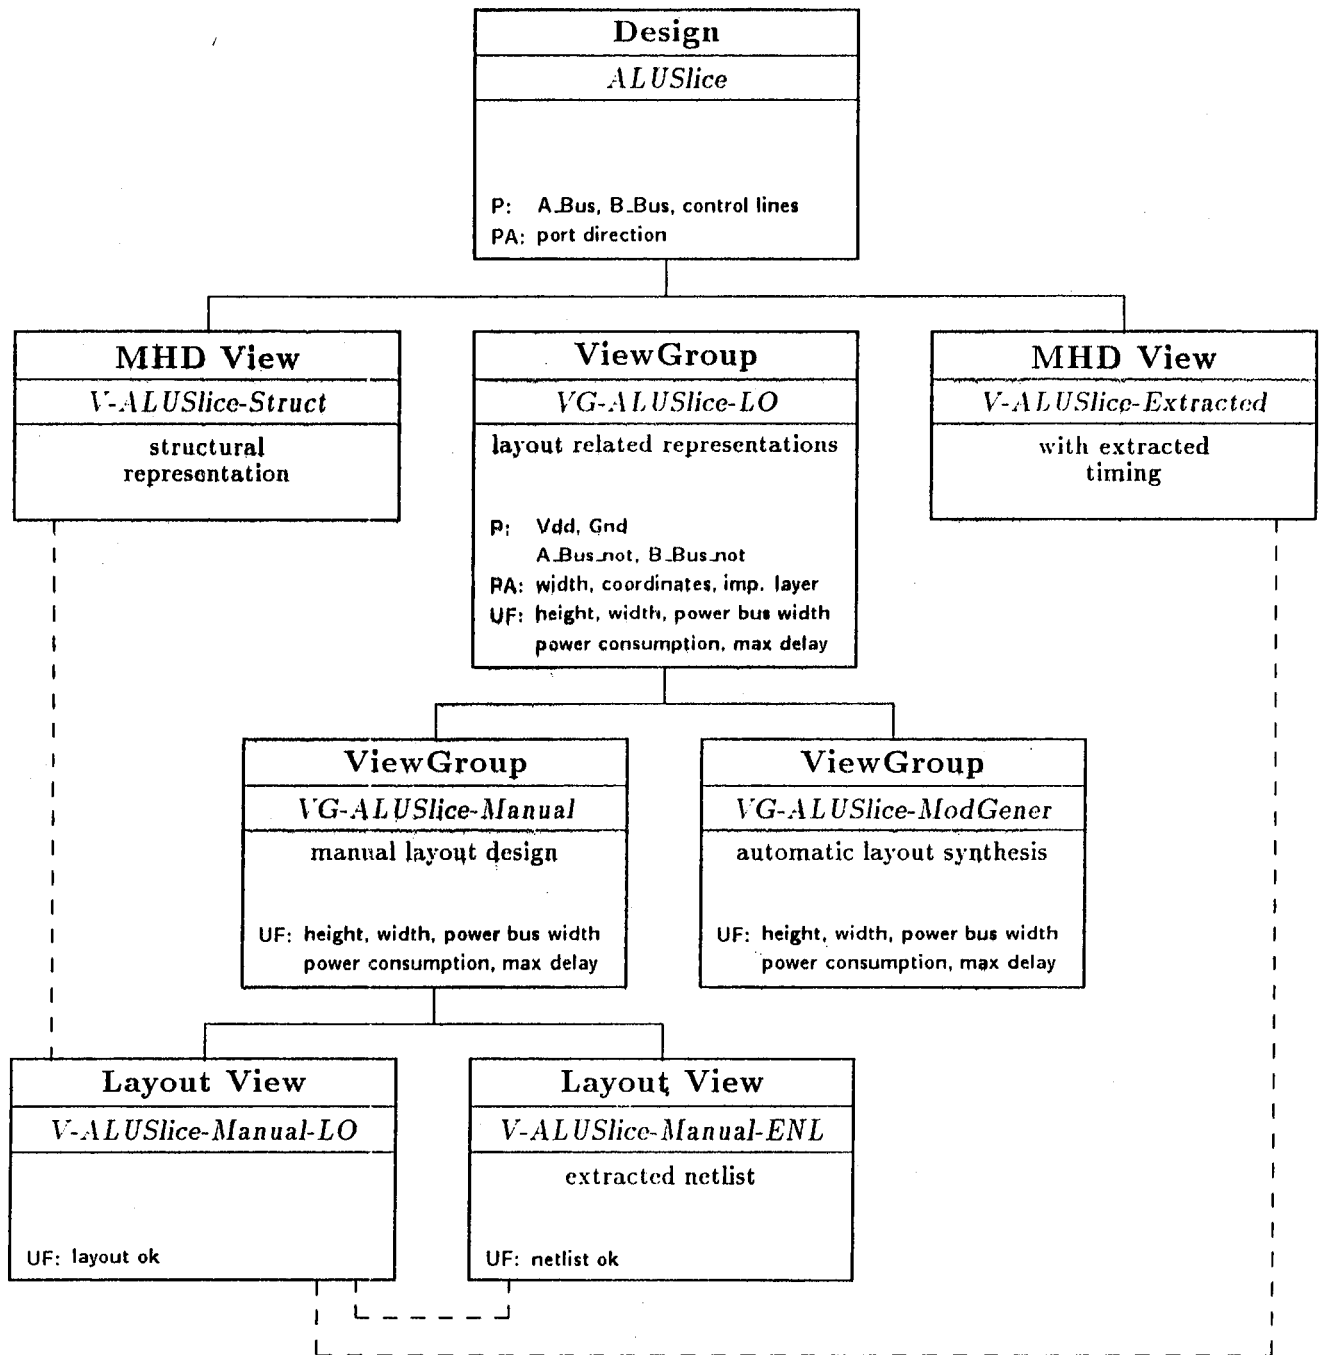 Design
ALUSlice
P: A_Bus, B_Bus, control lines
PA: port direction
MHD View
V-ALUSlice-Struct
structural
representation
ViewGroup
VG-ALUSlice-LO
layout related representations
P: Vdd, Gnd
A_Bus_not, B_Bus_not
PA: width, coordinates, imp. layer
UF: height, width, power bus width
power consumption, max delay
MHD View
V-ALUSlice-Extracted
with extracted
timing
ViewGroup
VG-ALUSlice-Manual
manual layout design
UF: height, width, power bus width
power consumption, max delay
ViewGroup
VG-ALUSlice-ModGener
automatic layout synthesis
UF: height, width, power bus width
power consumption, max delay
Layout View
V-ALUSlice-Manual-LO
UF: layout ok
Layout View
V-ALUSlice-Manual-ENL
extracted netlist
UF: netlist ok